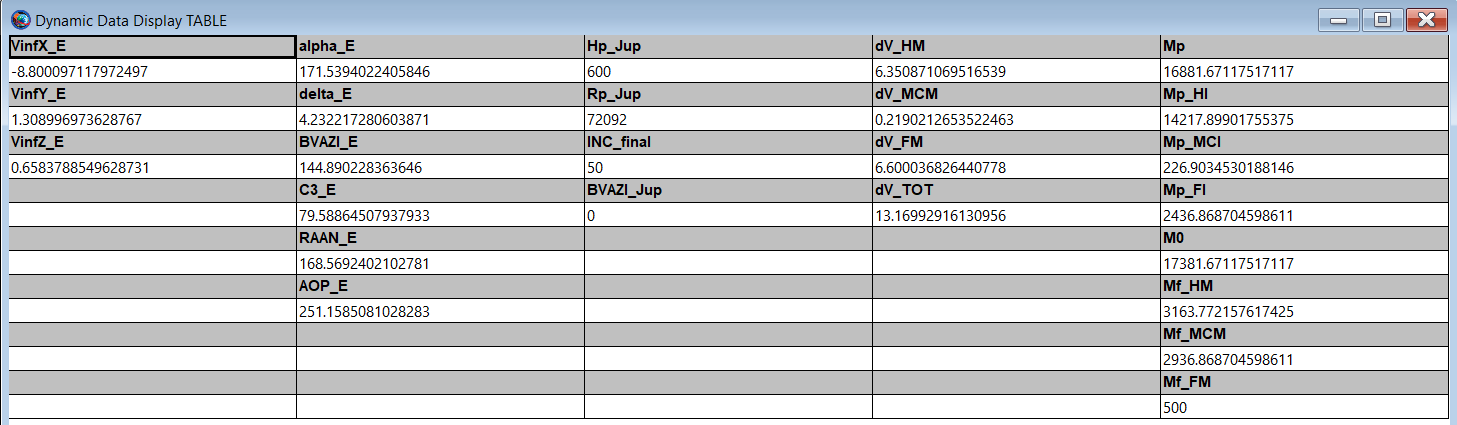 Dynamic Data Display TABLE
VinfX_E alpha_E Hp_Jup dV_HM Mp
-8.800097117972497 171.5394022405846 600 6.350871069516539 16881.67117517117
VinfY_E delta_E Rp_Jup dV_MCM Mp_HI
1.308996973628767 4.232217280603871 72092 0.2190212653522463 14217.89901755375
VinfZ_E BVAZI_E INC_final dV_FM Mp_MCI
0.6583788549628731 144.890228363646 50 6.600036826440778 226.9034530188146
C3_E BVAZI_Jup dV_TOT Mp_FI
79.58864507937933 0 13.16992916130956 2436.868704598611
RAAN_E M0
168.5692402102781 17381.67117517117
AOP_E Mf_HM
251.1585081028283 3163.772157617425
Mf_MCM
2936.868704598611
Mf_FM
500